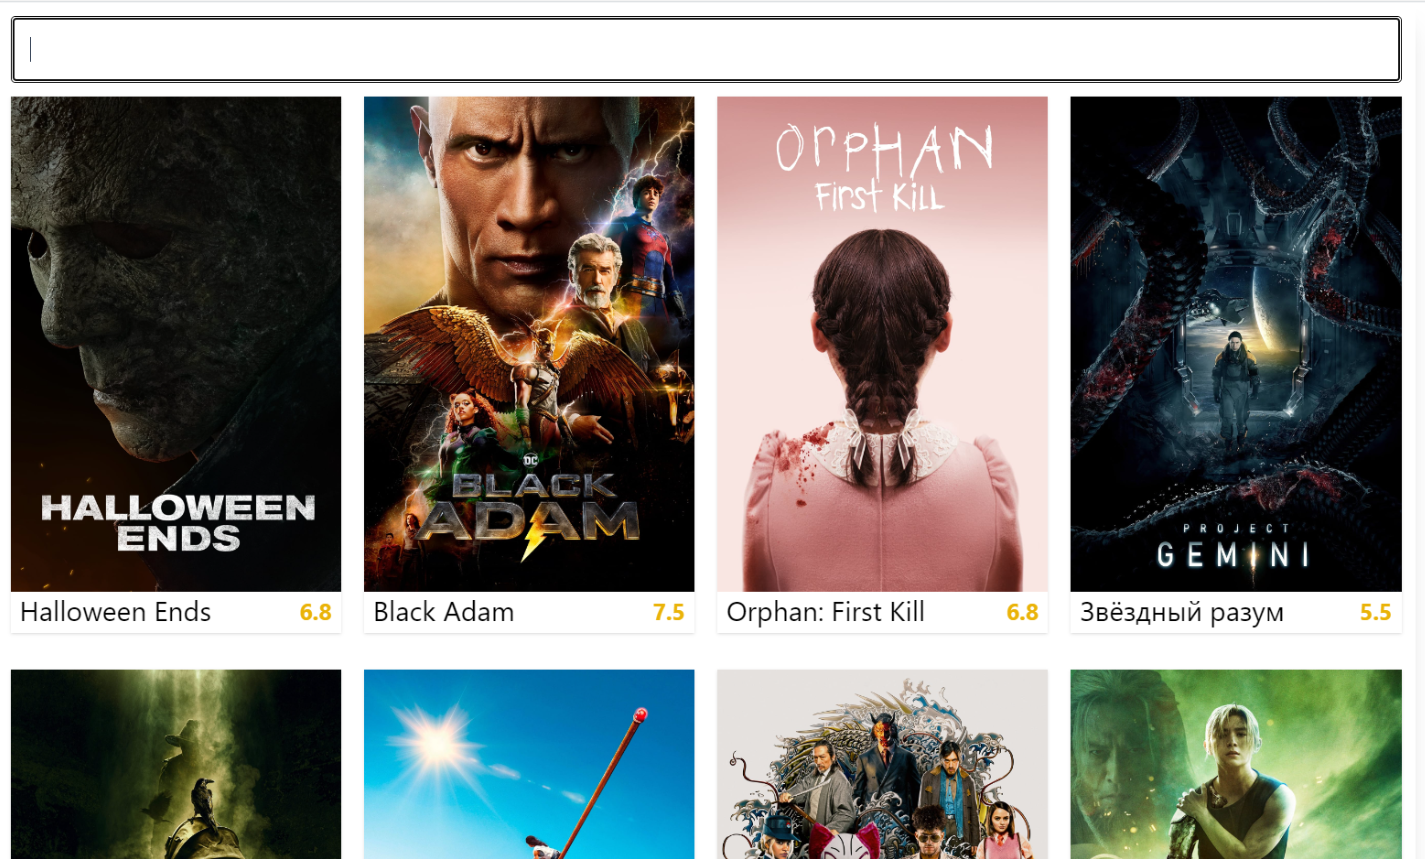 HALLOWEEN
ENDS
Halloween Ends 6.8
DC
BLACK
ADAM
Black Adam 7.5
ORPHAN
First Kill
Orphan: First Kill 6.8
PROJECT
GEMINI
Звёздный разум 5.5